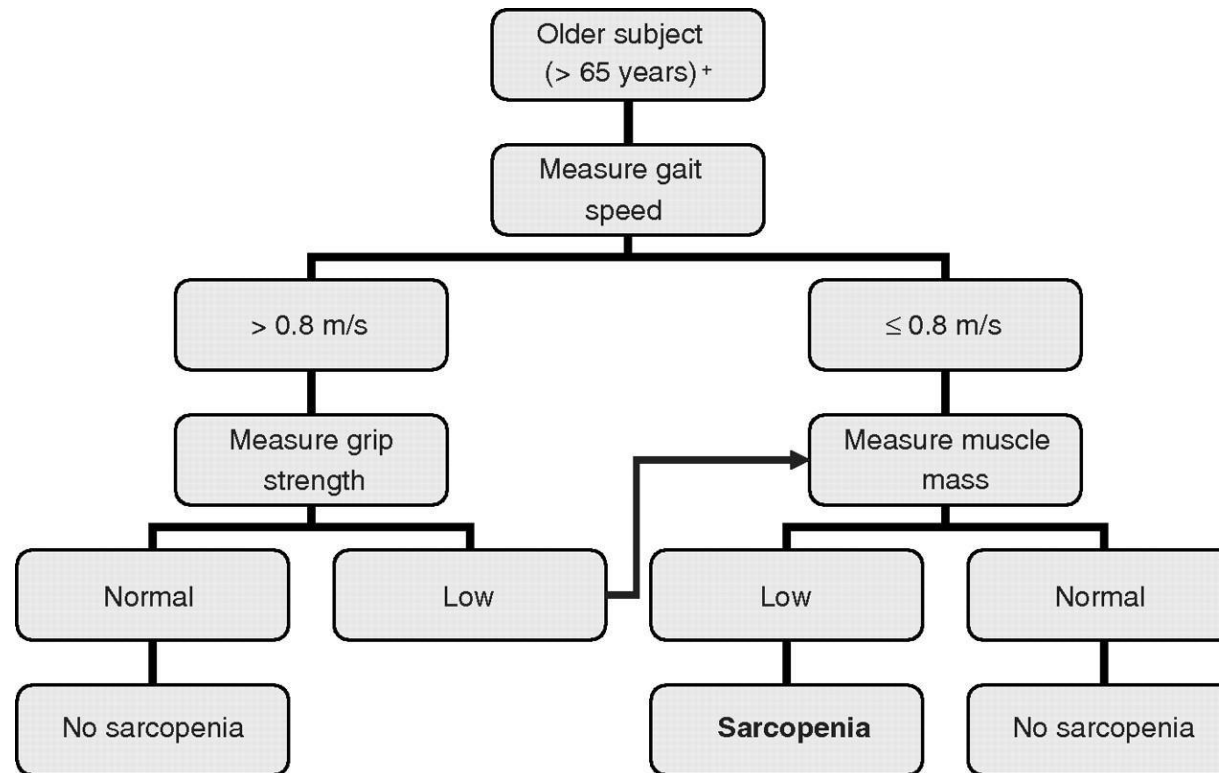 Older subject
(> 65 years) +
Measure gait
speed
> 0.8 m/s
≤ 0.8 m/s
Measure grip
strength
Measure muscle
mass
Normal
Low
Low
Normal
No sarcopenia
Sarcopenia
No sarcopenia